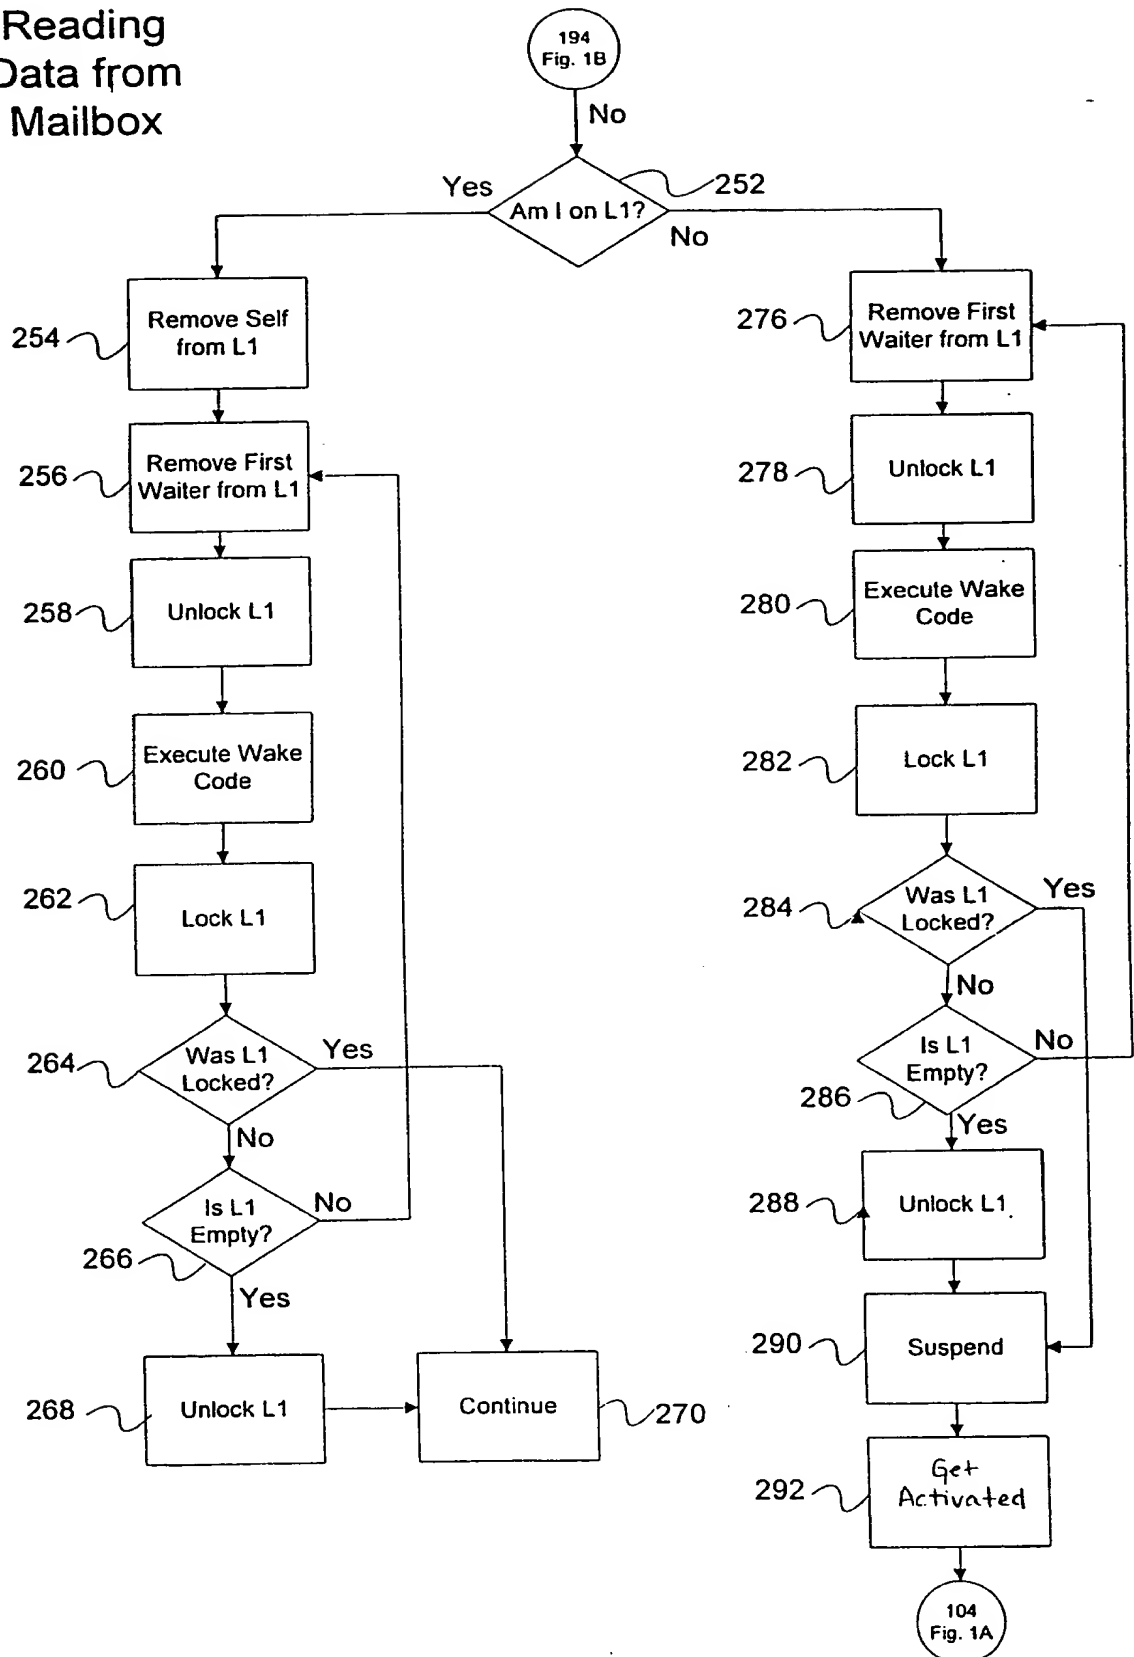 Reading
Data from
Mailbox
194
Fig. 1B
No
252
Yes
Am I on L1?
No
254
Remove Self
from L1
276
Remove First
Waiter from L1
256
Remove First
Waiter from L1
278
Unlock L1
258
Unlock L1
280
Execute Wake
Code
260
Execute Wake
Code
282
Lock L1
262
Lock L1
284
Was L1
Locked?
Yes
No
264
Was L1
Locked?
Yes
No
Is L1
Empty?
No
286
Yes
Is L1
Empty?
No
266
Yes
288
Unlock L1
290
Suspend
268
Unlock L1
Continue
270
292
Get
Activated
104
Fig. 1A